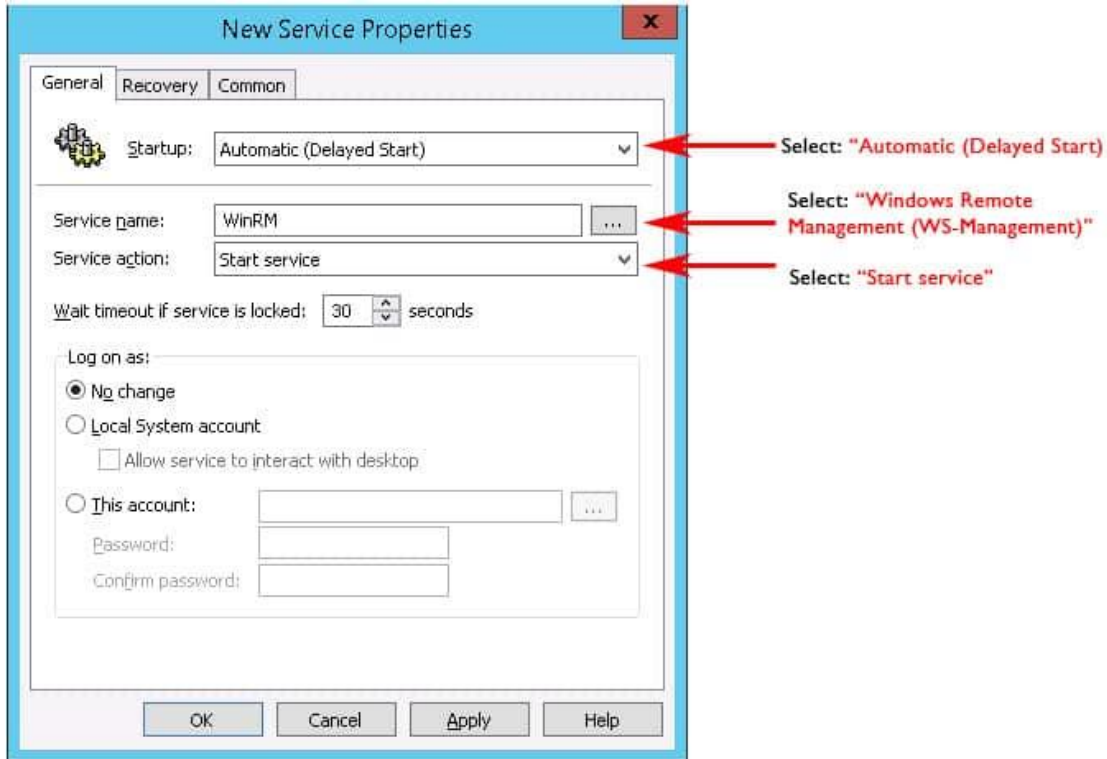 New Service Properties
x
General Recovery Common
Startup: Automatic (Delayed Start)
Select: "Automatic (Delayed Start)
Select: "Windows Remote
Management (WS-Management)"
Service name: WinRM ...
Service action: Start service
Select: "Start service"
Wait timeout if service is locked: 30 seconds
Log on as:
No change
Local System account
Allow service to interact with desktop
This account: ...
Password:
Confirm password:
OK Cancel Apply Help